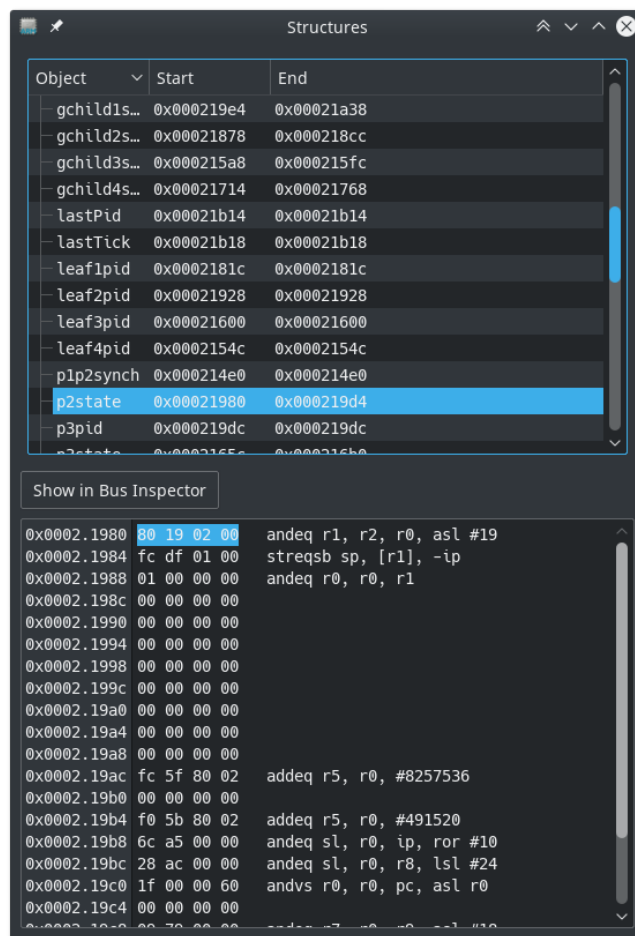 Structures
Object Start End
gchild1s… 0x000219e4 0x00021a38
gchild2s… 0x00021878 0x000218cc
gchild3s… 0x000215a8 0x000215fc
gchild4s… 0x00021714 0x00021768
lastPid 0x00021b14 0x00021b14
lastTick 0x00021b18 0x00021b18
leaf1pid 0x0002181c 0x0002181c
leaf2pid 0x00021928 0x00021928
leaf3pid 0x00021600 0x00021600
leaf4pid 0x0002154c 0x0002154c
p1p2synch 0x000214e0 0x000214e0
p2state 0x00021980 0x000219d4
p3pid 0x000219dc 0x000219dc
p3state 0x0002165c 0x000216b0
Show in Bus Inspector
0x0002.1980 80 19 02 00 andeq r1, r2, r0, asl #19
0x0002.1984 fc df 01 00 streqsb sp, [r1], -ip
0x0002.1988 01 00 00 00 andeq r0, r0, r1
0x0002.198c 00 00 00 00
0x0002.1990 00 00 00 00
0x0002.1994 00 00 00 00
0x0002.1998 00 00 00 00
0x0002.199c 00 00 00 00
0x0002.19a0 00 00 00 00
0x0002.19a4 00 00 00 00
0x0002.19a8 00 00 00 00
0x0002.19ac fc 5f 80 02 addeq r5, r0, #8257536
0x0002.19b0 00 00 00 00
0x0002.19b4 f0 5b 80 02 addeq r5, r0, #491520
0x0002.19b8 6c a5 00 00 andeq sl, r0, ip, ror #10
0x0002.19bc 28 ac 00 00 andeq sl, r0, r8, lsl #24
0x0002.19c0 1f 00 00 60 andvs r0, r0, pc, asl r0
0x0002.19c4 00 00 00 00